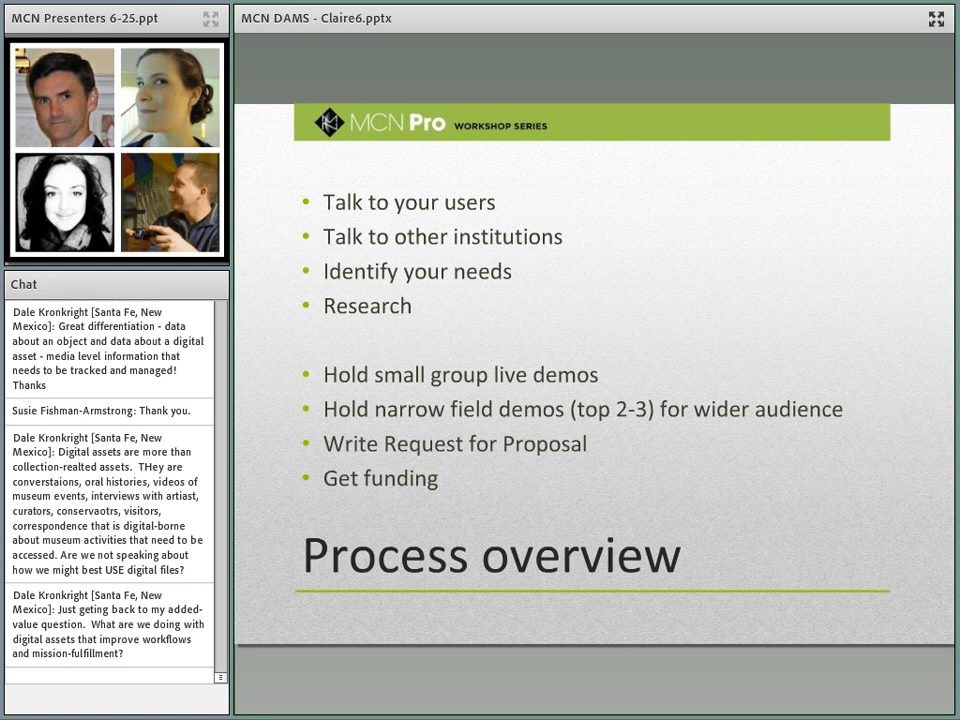 MCN Presenters 6-25.ppt
Chat
Dale Kronkright [Santa Fe, New
Mexico]: Great differentiation - data
about an object and data about a digital
asset - media level information that
needs to be tracked and managed!
Thanks
Susie Fishman-Armstrong: Thank you.
Dale Kronkright [Santa Fe, New
Mexico]: Digital assets are more than
collection-realted assets. THey are
converstaions, oral histories, videos of
museum events, interviews with artiast,
curators, conservaotrs, visitors,
correspondence that is digital-borne
about museum activities that need to be
accessed. Are we not speaking about
how we might best USE digital files?
Dale Kronkright [Santa Fe, New
Mexico]: Just geting back to my added-
value question. What are we doing with
digital assets that improve workflows
and mission-fulfillment?
MCN DAMS - Claire6.pptx
MCN Pro WORKSHOP SERIES
• Talk to your users
• Talk to other institutions
• Identify your needs
• Research
• Hold small group live demos
• Hold narrow field demos (top 2-3) for wider audience
• Write Request for Proposal
• Get funding
Process overview